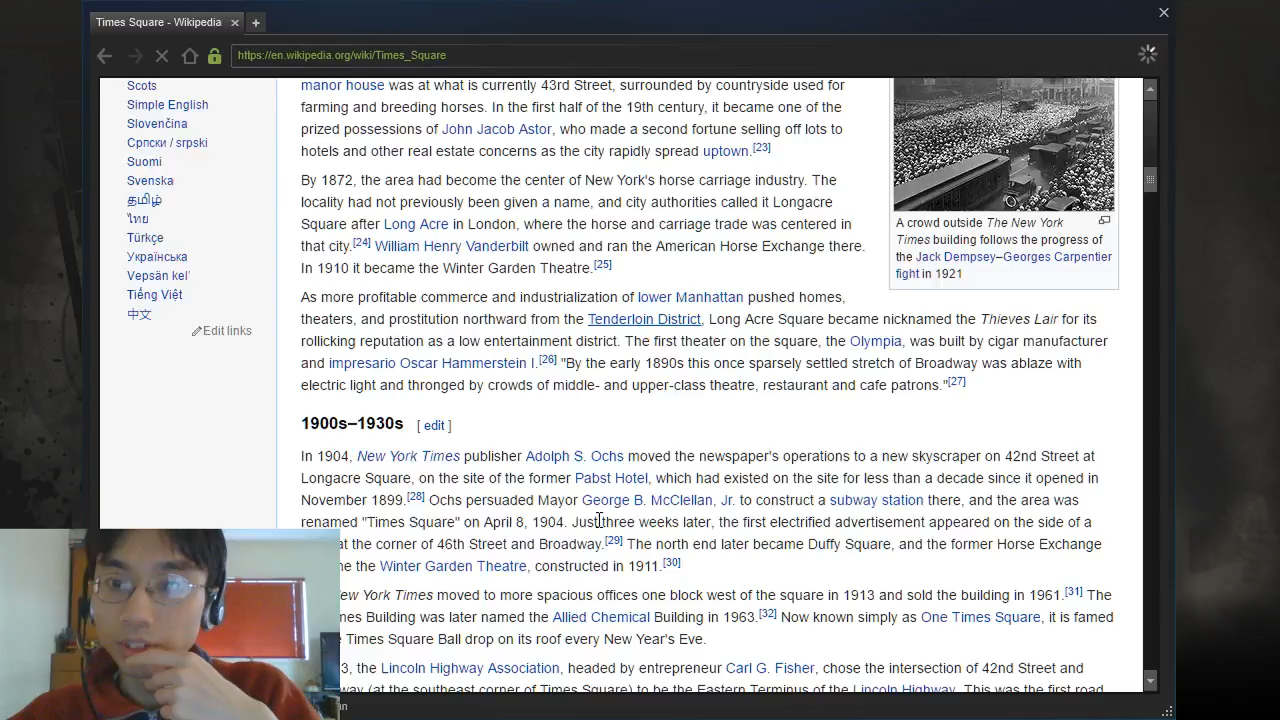 Times Square - Wikipedia
https://en.wikipedia.org/wiki/Times_Square
Scots
Simple English
Slovenčina
Српски / srpski
Suomi
Svenska
தமிழ்
ไทย
Türkçe
Українська
Vepsän kel'
Tiếng Việt
中文
Edit links
manor house was at what is currently 43rd Street, surrounded by countryside used for
farming and breeding horses. In the first half of the 19th century, it became one of the
prized possessions of John Jacob Astor, who made a second fortune selling off lots to
hotels and other real estate concerns as the city rapidly spread uptown.[23]
By 1872, the area had become the center of New York's horse carriage industry. The
locality had not previously been given a name, and city authorities called it Longacre
Square after Long Acre in London, where the horse and carriage trade was centered in
that city.[24] William Henry Vanderbilt owned and ran the American Horse Exchange there.
In 1910 it became the Winter Garden Theatre.[25]
A crowd outside The New York
Times building follows the progress of
the Jack Dempsey–Georges Carpentier
fight in 1921
As more profitable commerce and industrialization of lower Manhattan pushed homes,
theaters, and prostitution northward from the Tenderloin District, Long Acre Square became nicknamed the Thieves Lair for its
rollicking reputation as a low entertainment district. The first theater on the square, the Olympia, was built by cigar manufacturer
and impresario Oscar Hammerstein I.[26] "By the early 1890s this once sparsely settled stretch of Broadway was ablaze with
electric light and thronged by crowds of middle- and upper-class theatre, restaurant and cafe patrons."[27]
1900s–1930s [ edit ]
In 1904, New York Times publisher Adolph S. Ochs moved the newspaper's operations to a new skyscraper on 42nd Street at
Longacre Square, on the site of the former Pabst Hotel, which had existed on the site for less than a decade since it opened in
November 1899.[28] Ochs persuaded Mayor George B. McClellan, Jr. to construct a subway station there, and the area was
renamed "Times Square" on April 8, 1904. Just three weeks later, the first electrified advertisement appeared on the side of a
at the corner of 46th Street and Broadway.[29] The north end later became Duffy Square, and the former Horse Exchange
the Winter Garden Theatre, constructed in 1911.[30]
York Times moved to more spacious offices one block west of the square in 1913 and sold the building in 1961.[31] The
Building was later named the Allied Chemical Building in 1963.[32] Now known simply as One Times Square, it is famed
Times Square Ball drop on its roof every New Year's Eve.
the Lincoln Highway Association, headed by entrepreneur Carl G. Fisher, chose the intersection of 42nd Street and
(at the southeast corner of Times Square) to be the Eastern Terminus of the Lincoln Highway. This was the first road